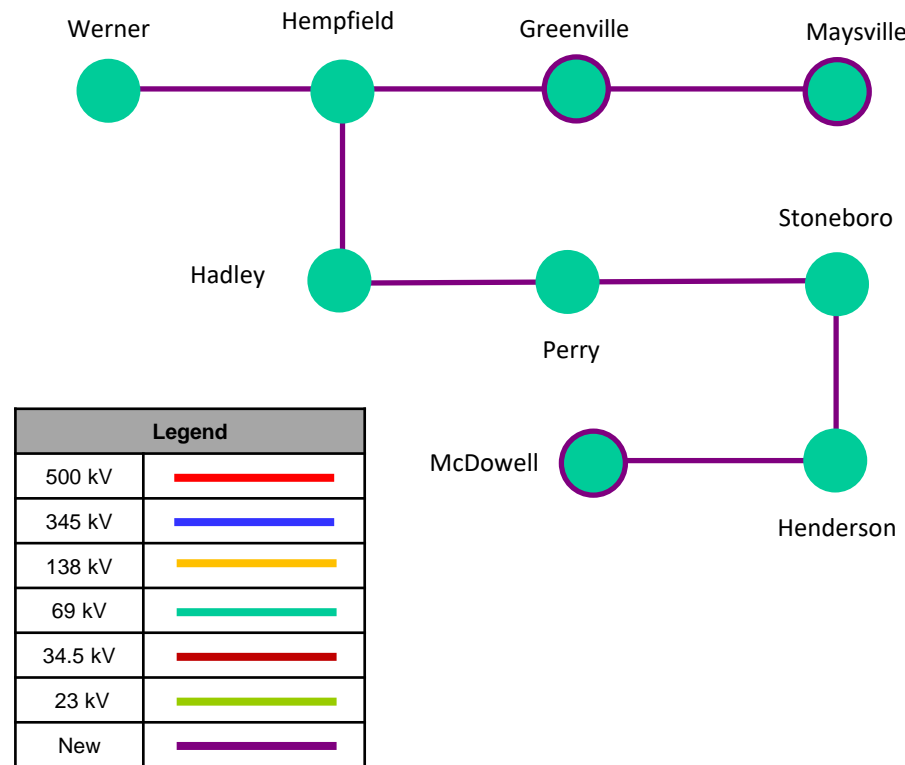 Werner
Hempfield
Greenville
Maysville
Stoneboro
Hadley
Perry
McDowell
Henderson
Legend
500 kV
345 kV
138 kV
69 kV
34.5 kV
23 kV
New